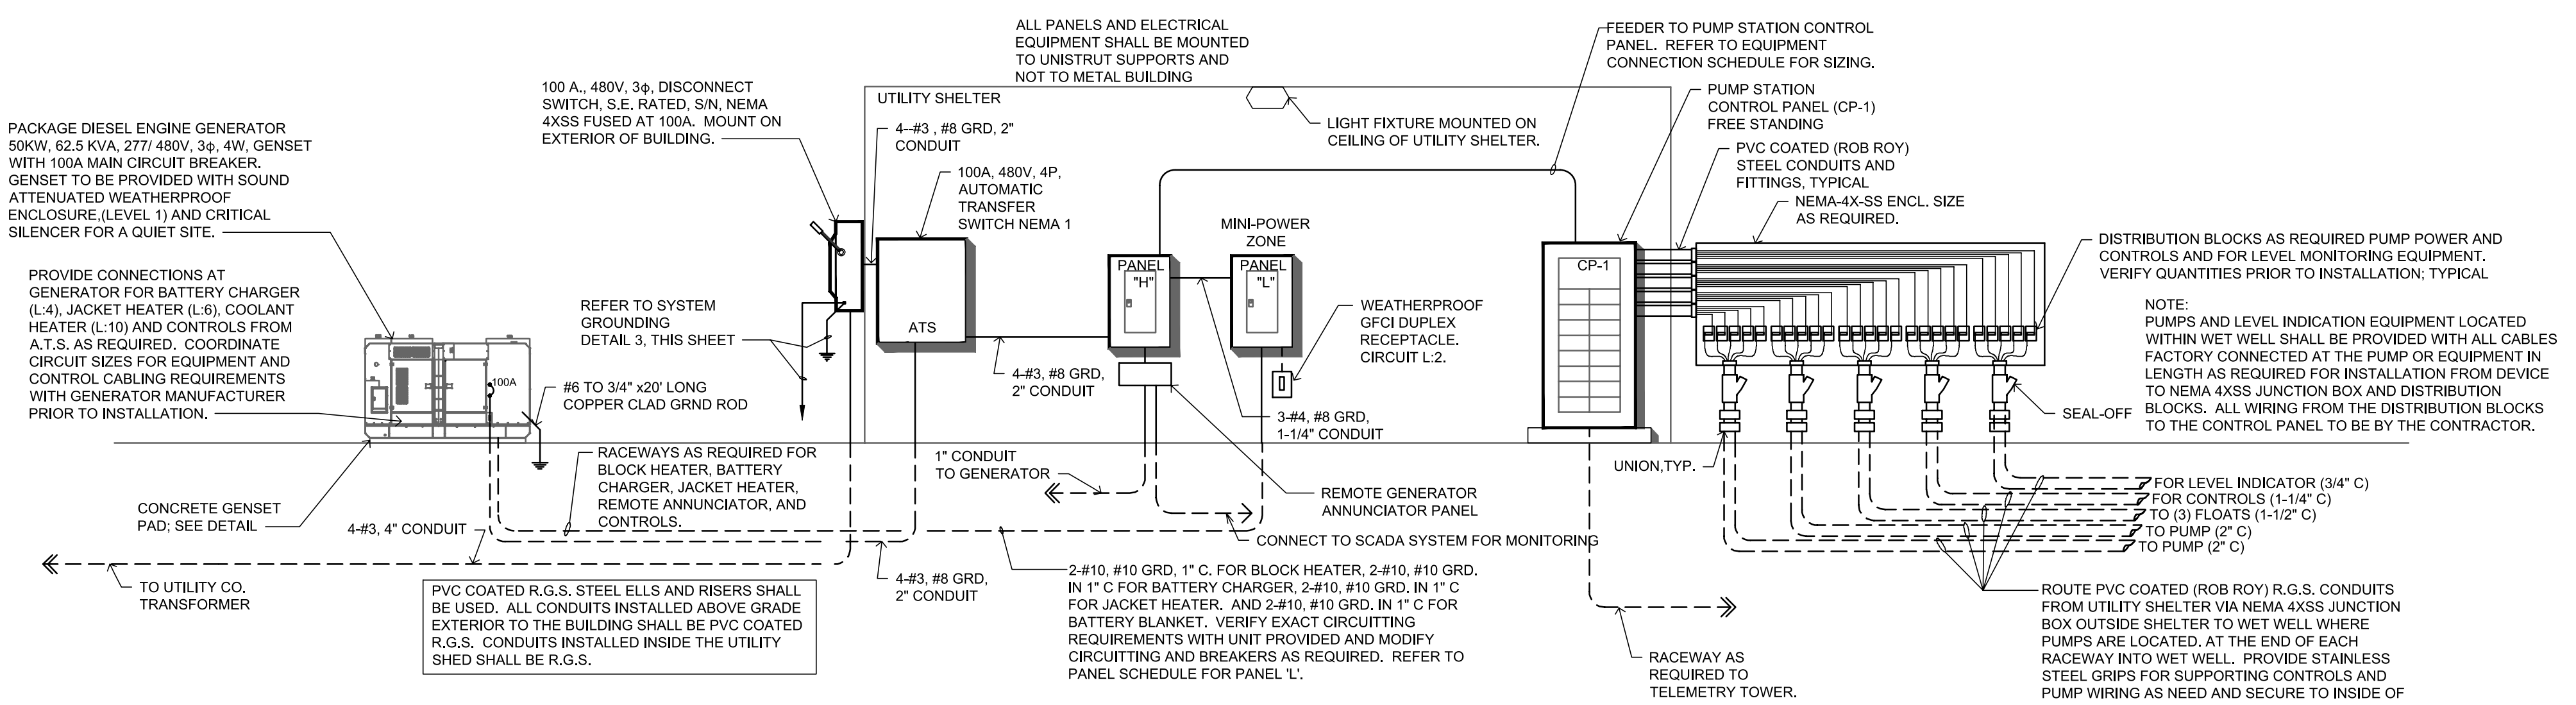 ALL PANELS AND ELECTRICAL
EQUIPMENT SHALL BE MOUNTED
TO UNISTRUT SUPPORTS AND
NOT TO METAL BUILDING
FEEDER TO PUMP STATION CONTROL
PANEL. REFER TO EQUIPMENT
CONNECTION SCHEDULE FOR SIZING.
100 A., 480V, 3ϕ, DISCONNECT
SWITCH, S.E. RATED, S/N, NEMA
4XSS FUSED AT 100A. MOUNT ON
EXTERIOR OF BUILDING.
UTILITY SHELTER
4--#3 , #8 GRD, 2"
CONDUIT
LIGHT FIXTURE MOUNTED ON
CEILING OF UTILITY SHELTER.
PUMP STATION
CONTROL PANEL (CP-1)
FREE STANDING
PVC COATED (ROB ROY)
STEEL CONDUITS AND
FITTINGS, TYPICAL
NEMA-4X-SS ENCL. SIZE
AS REQUIRED.
PACKAGE DIESEL ENGINE GENERATOR
50KW, 62.5 KVA, 277/ 480V, 3ϕ, 4W, GENSET
WITH 100A MAIN CIRCUIT BREAKER.
GENSET TO BE PROVIDED WITH SOUND
ATTENUATED WEATHERPROOF
ENCLOSURE,(LEVEL 1) AND CRITICAL
SILENCER FOR A QUIET SITE.
100A, 480V, 4P,
AUTOMATIC
TRANSFER
SWITCH NEMA 1
MINI-POWER
ZONE
DISTRIBUTION BLOCKS AS REQUIRED PUMP POWER AND
CONTROLS AND FOR LEVEL MONITORING EQUIPMENT.
VERIFY QUANTITIES PRIOR TO INSTALLATION; TYPICAL
PROVIDE CONNECTIONS AT
GENERATOR FOR BATTERY CHARGER
(L:4), JACKET HEATER (L:6), COOLANT
HEATER (L:10) AND CONTROLS FROM
A.T.S. AS REQUIRED. COORDINATE
CIRCUIT SIZES FOR EQUIPMENT AND
CONTROL CABLING REQUIREMENTS
WITH GENERATOR MANUFACTURER
PRIOR TO INSTALLATION.
REFER TO SYSTEM
GROUNDING
DETAIL 3, THIS SHEET
ATS
PANEL
"H"
PANEL
"L"
CP-1
WEATHERPROOF
GFCI DUPLEX
RECEPTACLE.
CIRCUIT L:2.
NOTE:
PUMPS AND LEVEL INDICATION EQUIPMENT LOCATED
WITHIN WET WELL SHALL BE PROVIDED WITH ALL CABLES
FACTORY CONNECTED AT THE PUMP OR EQUIPMENT IN
LENGTH AS REQUIRED FOR INSTALLATION FROM DEVICE
TO NEMA 4XSS JUNCTION BOX AND DISTRIBUTION
BLOCKS. ALL WIRING FROM THE DISTRIBUTION BLOCKS
TO THE CONTROL PANEL TO BE BY THE CONTRACTOR.
100A
#6 TO 3/4" x20' LONG
COPPER CLAD GRND ROD
4-#3, #8 GRD,
2" CONDUIT
3-#4, #8 GRD,
1-1/4" CONDUIT
SEAL-OFF
UNION,TYP.
RACEWAYS AS REQUIRED FOR
BLOCK HEATER, BATTERY
CHARGER, JACKET HEATER,
REMOTE ANNUNCIATOR, AND
CONTROLS.
1" CONDUIT
TO GENERATOR
REMOTE GENERATOR
ANNUNCIATOR PANEL
FOR LEVEL INDICATOR (3/4" C)
FOR CONTROLS (1-1/4" C)
TO (3) FLOATS (1-1/2" C)
TO PUMP (2" C)
TO PUMP (2" C)
CONCRETE GENSET
PAD; SEE DETAIL
4-#3, 4" CONDUIT
CONNECT TO SCADA SYSTEM FOR MONITORING
TO UTILITY CO.
TRANSFORMER
4-#3, #8 GRD,
2" CONDUIT
PVC COATED R.G.S. STEEL ELLS AND RISERS SHALL
BE USED. ALL CONDUITS INSTALLED ABOVE GRADE
EXTERIOR TO THE BUILDING SHALL BE PVC COATED
R.G.S. CONDUITS INSTALLED INSIDE THE UTILITY
SHED SHALL BE R.G.S.
2-#10, #10 GRD, 1" C. FOR BLOCK HEATER, 2-#10, #10 GRD.
IN 1" C FOR BATTERY CHARGER, 2-#10, #10 GRD. IN 1" C
FOR JACKET HEATER. AND 2-#10, #10 GRD. IN 1" C FOR
BATTERY BLANKET. VERIFY EXACT CIRCUITTING
REQUIREMENTS WITH UNIT PROVIDED AND MODIFY
CIRCUITTING AND BREAKERS AS REQUIRED. REFER TO
PANEL SCHEDULE FOR PANEL 'L'.
RACEWAY AS
REQUIRED TO
TELEMETRY TOWER.
ROUTE PVC COATED (ROB ROY) R.G.S. CONDUITS
FROM UTILITY SHELTER VIA NEMA 4XSS JUNCTION
BOX OUTSIDE SHELTER TO WET WELL WHERE
PUMPS ARE LOCATED. AT THE END OF EACH
RACEWAY INTO WET WELL. PROVIDE STAINLESS
STEEL GRIPS FOR SUPPORTING CONTROLS AND
PUMP WIRING AS NEED AND SECURE TO INSIDE OF